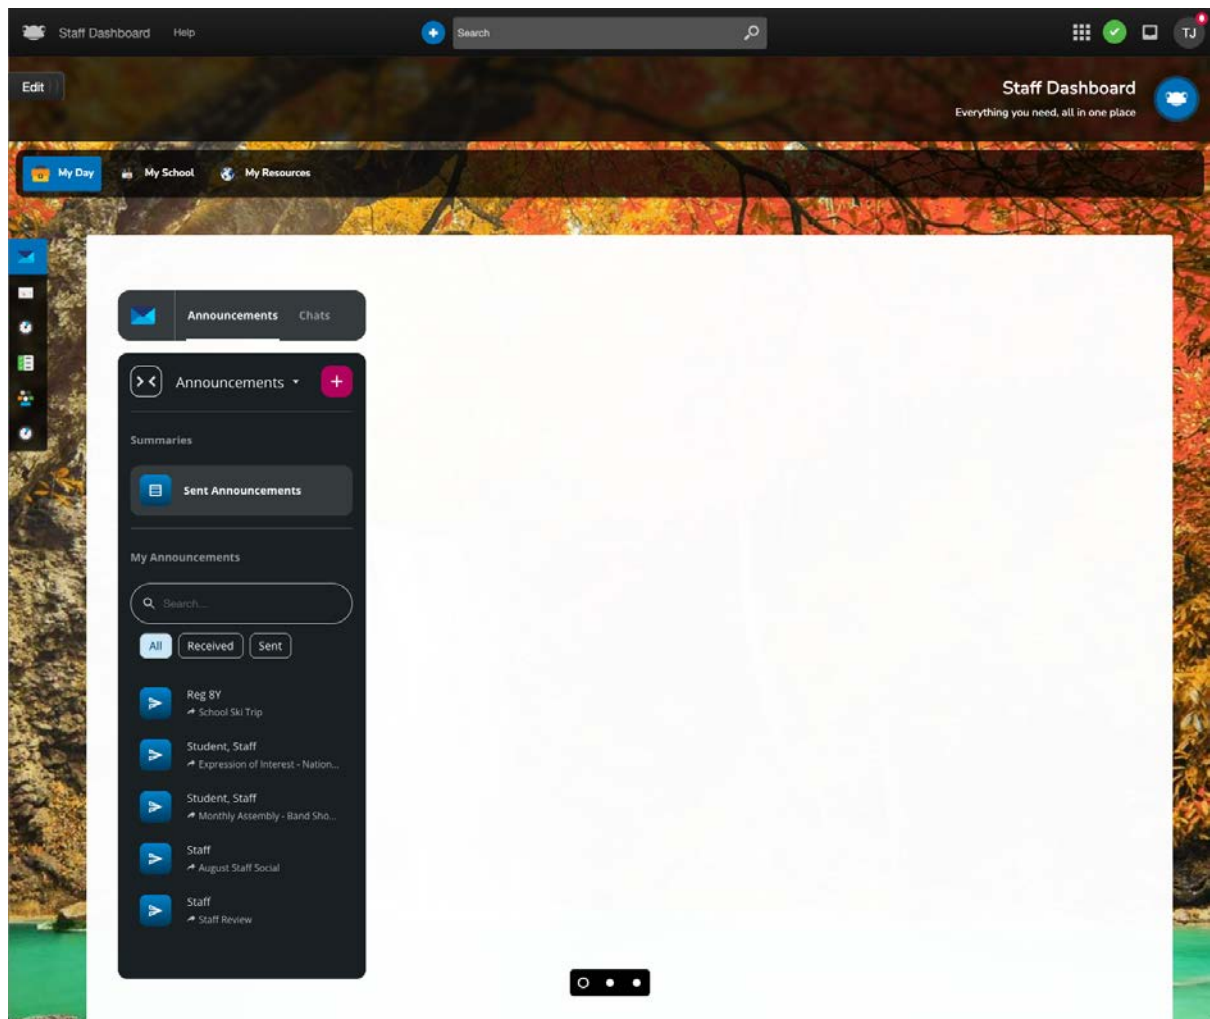 Staff Dashboard Help Search TJ
Edit
Staff Dashboard
Everything you need, all in one place
My Day My School My Resources
Announcements Chats
Announcements
Summaries
Sent Announcements
My Announcements
Search...
All Received Sent
Reg 8Y
School Ski Trip
Student, Staff
Expression of Interest - Nation...
Student, Staff
Monthly Assembly - Band Sho...
Staff
August Staff Social
Staff
Staff Review